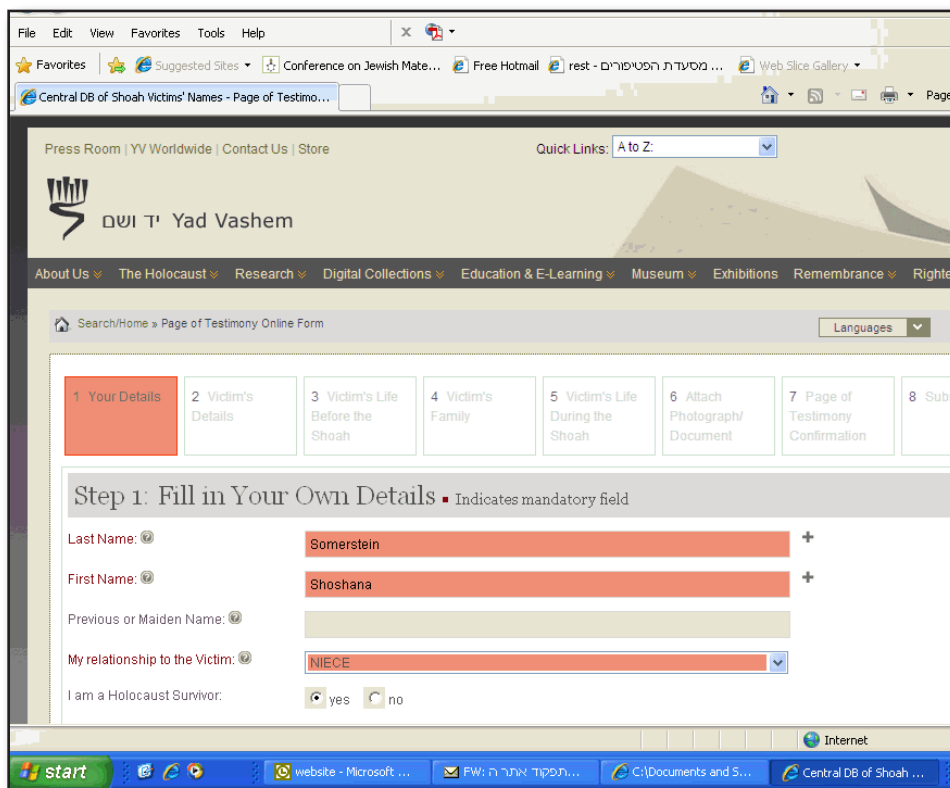 File Edit View Favorites Tools Help
Favorites Suggested Sites Conference on Jewish Mate... Free Hotmail rest - מסעדת הפטיפורים ... Web Slice Gallery
Central DB of Shoah Victims' Names - Page of Testimo... Page
Press Room | YV Worldwide | Contact Us | Store Quick Links: A to Z:
יד ושם Yad Vashem
About Us The Holocaust Research Digital Collections Education & E-Learning Museum Exhibitions Remembrance Righte
Search/Home » Page of Testimony Online Form Languages
1 Your Details
2 Victim's Details
3 Victim's Life Before the Shoah
4 Victim's Family
5 Victim's Life During the Shoah
6 Attach Photograph/ Document
7 Page of Testimony Confirmation
8 Sub
Step 1: Fill in Your Own Details ▪ Indicates mandatory field
Last Name: Somerstein
First Name: Shoshana
Previous or Maiden Name:
My relationship to the Victim: NIECE
I am a Holocaust Survivor: yes no
Internet
start website - Microsoft ... FW: תפקוד אתר ה... C:\Documents and S... Central DB of Shoah ...